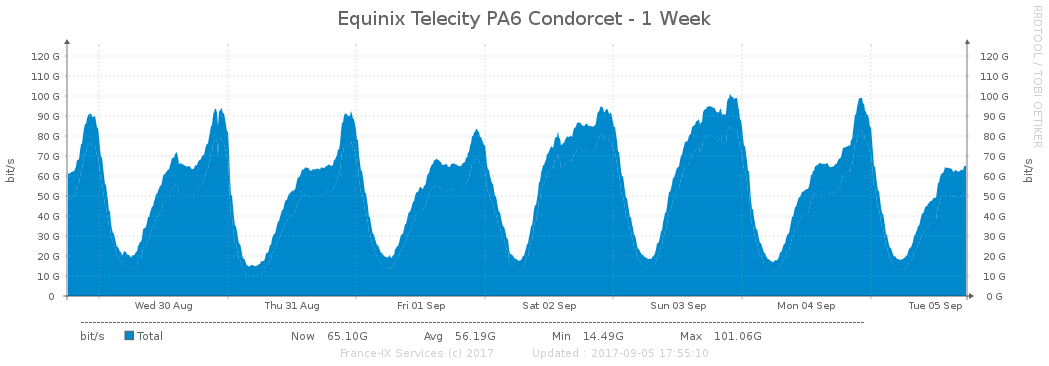 Equinix Telecity PA6 Condorcet - 1 Week
RRDTOOL / TOBI OETIKER
120 G 120 G
110 G 110 G
100 G 100 G
90 G 90 G
80 G 80 G
70 G 70 G
60 G 60 G
50 G 50 G
40 G 40 G
30 G 30 G
20 G 20 G
10 G 10 G
0 0 G
bit/s bit/s
Wed 30 Aug Thu 31 Aug Fri 01 Sep Sat 02 Sep Sun 03 Sep Mon 04 Sep Tue 05 Sep
bit/s Total Now 65.10G Avg 56.19G Min 14.49G Max 101.06G
France-IX Services (c) 2017 Updated : 2017-09-05 17:55:10